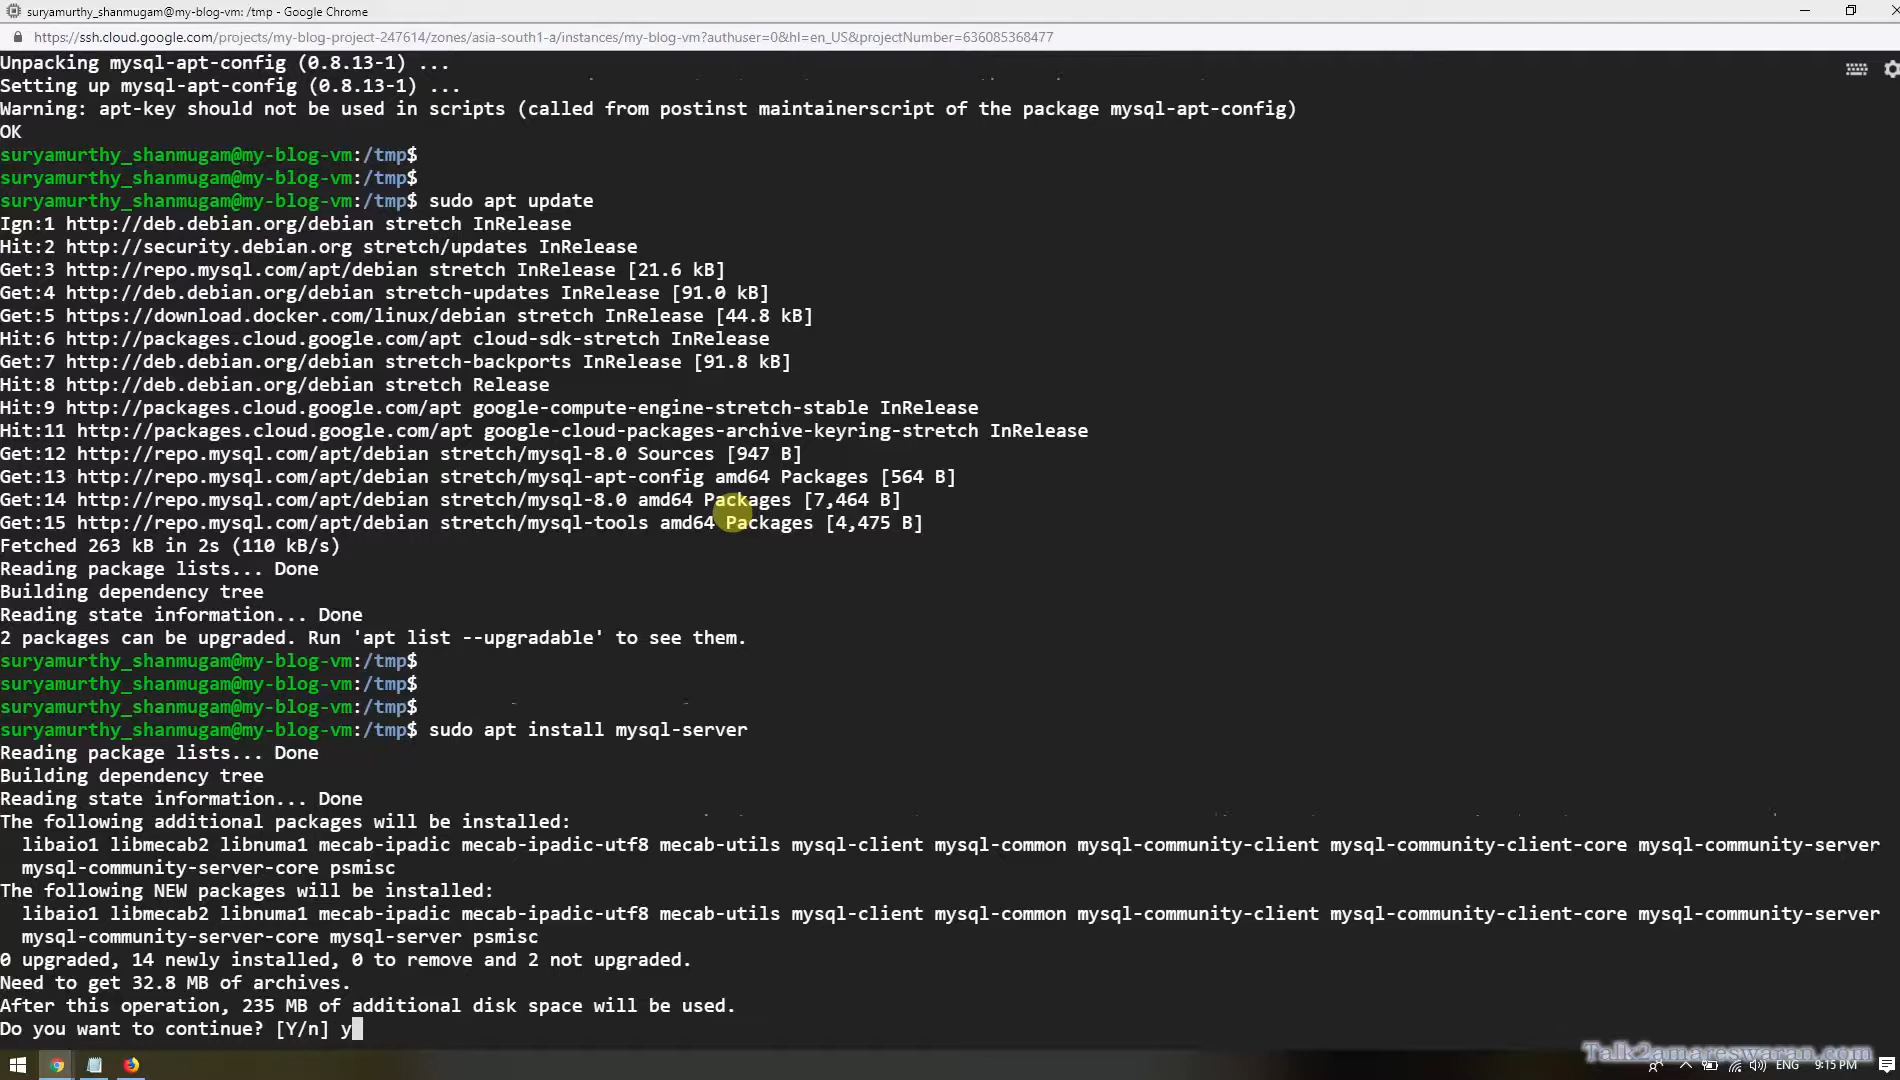 suryamurthy_shanmugam@my-blog-vm: /tmp - Google Chrome
https://ssh.cloud.google.com/projects/my-blog-project-247614/zones/asia-south1-a/instances/my-blog-vm?authuser=0&hl=en_US&projectNumber=636085368477
Unpacking mysql-apt-config (0.8.13-1) ...
Setting up mysql-apt-config (0.8.13-1) ...
Warning: apt-key should not be used in scripts (called from postinst maintainerscript of the package mysql-apt-config)
OK
suryamurthy_shanmugam@my-blog-vm:/tmp$
suryamurthy_shanmugam@my-blog-vm:/tmp$
suryamurthy_shanmugam@my-blog-vm:/tmp$ sudo apt update
Ign:1 http://deb.debian.org/debian stretch InRelease
Hit:2 http://security.debian.org stretch/updates InRelease
Get:3 http://repo.mysql.com/apt/debian stretch InRelease [21.6 kB]
Get:4 http://deb.debian.org/debian stretch-updates InRelease [91.0 kB]
Get:5 https://download.docker.com/linux/debian stretch InRelease [44.8 kB]
Hit:6 http://packages.cloud.google.com/apt cloud-sdk-stretch InRelease
Get:7 http://deb.debian.org/debian stretch-backports InRelease [91.8 kB]
Hit:8 http://deb.debian.org/debian stretch Release
Hit:9 http://packages.cloud.google.com/apt google-compute-engine-stretch-stable InRelease
Hit:11 http://packages.cloud.google.com/apt google-cloud-packages-archive-keyring-stretch InRelease
Get:12 http://repo.mysql.com/apt/debian stretch/mysql-8.0 Sources [947 B]
Get:13 http://repo.mysql.com/apt/debian stretch/mysql-apt-config amd64 Packages [564 B]
Get:14 http://repo.mysql.com/apt/debian stretch/mysql-8.0 amd64 Packages [7,464 B]
Get:15 http://repo.mysql.com/apt/debian stretch/mysql-tools amd64 Packages [4,475 B]
Fetched 263 kB in 2s (110 kB/s)
Reading package lists... Done
Building dependency tree
Reading state information... Done
2 packages can be upgraded. Run 'apt list --upgradable' to see them.
suryamurthy_shanmugam@my-blog-vm:/tmp$
suryamurthy_shanmugam@my-blog-vm:/tmp$
suryamurthy_shanmugam@my-blog-vm:/tmp$
suryamurthy_shanmugam@my-blog-vm:/tmp$ sudo apt install mysql-server
Reading package lists... Done
Building dependency tree
Reading state information... Done
The following additional packages will be installed:
libaio1 libmecab2 libnuma1 mecab-ipadic mecab-ipadic-utf8 mecab-utils mysql-client mysql-common mysql-community-client mysql-community-client-core mysql-community-server
mysql-community-server-core psmisc
The following NEW packages will be installed:
libaio1 libmecab2 libnuma1 mecab-ipadic mecab-ipadic-utf8 mecab-utils mysql-client mysql-common mysql-community-client mysql-community-client-core mysql-community-server
mysql-community-server-core mysql-server psmisc
0 upgraded, 14 newly installed, 0 to remove and 2 not upgraded.
Need to get 32.8 MB of archives.
After this operation, 235 MB of additional disk space will be used.
Do you want to continue? [Y/n] y
Talk2amareswaran.com
ENG 9:15 PM